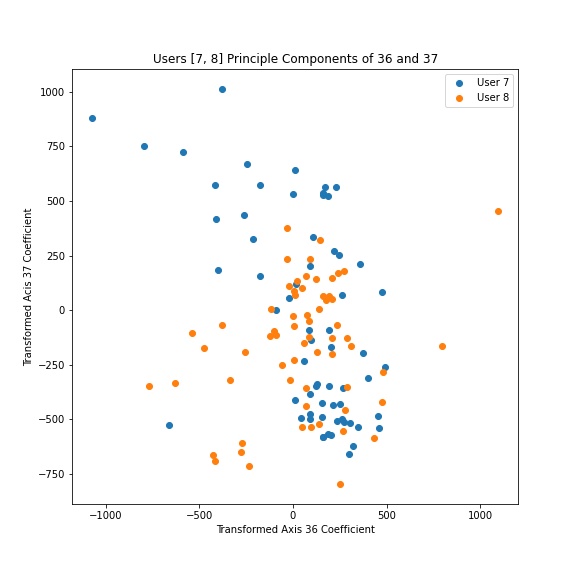 Users [7, 8] Principle Components of 36 and 37
User 7
User 8
Transformed Acis 37 Coefficient
1000
750
500
250
0
−250
−500
−750
−1000
−500
0
500
1000
Transformed Axis 36 Coefficient